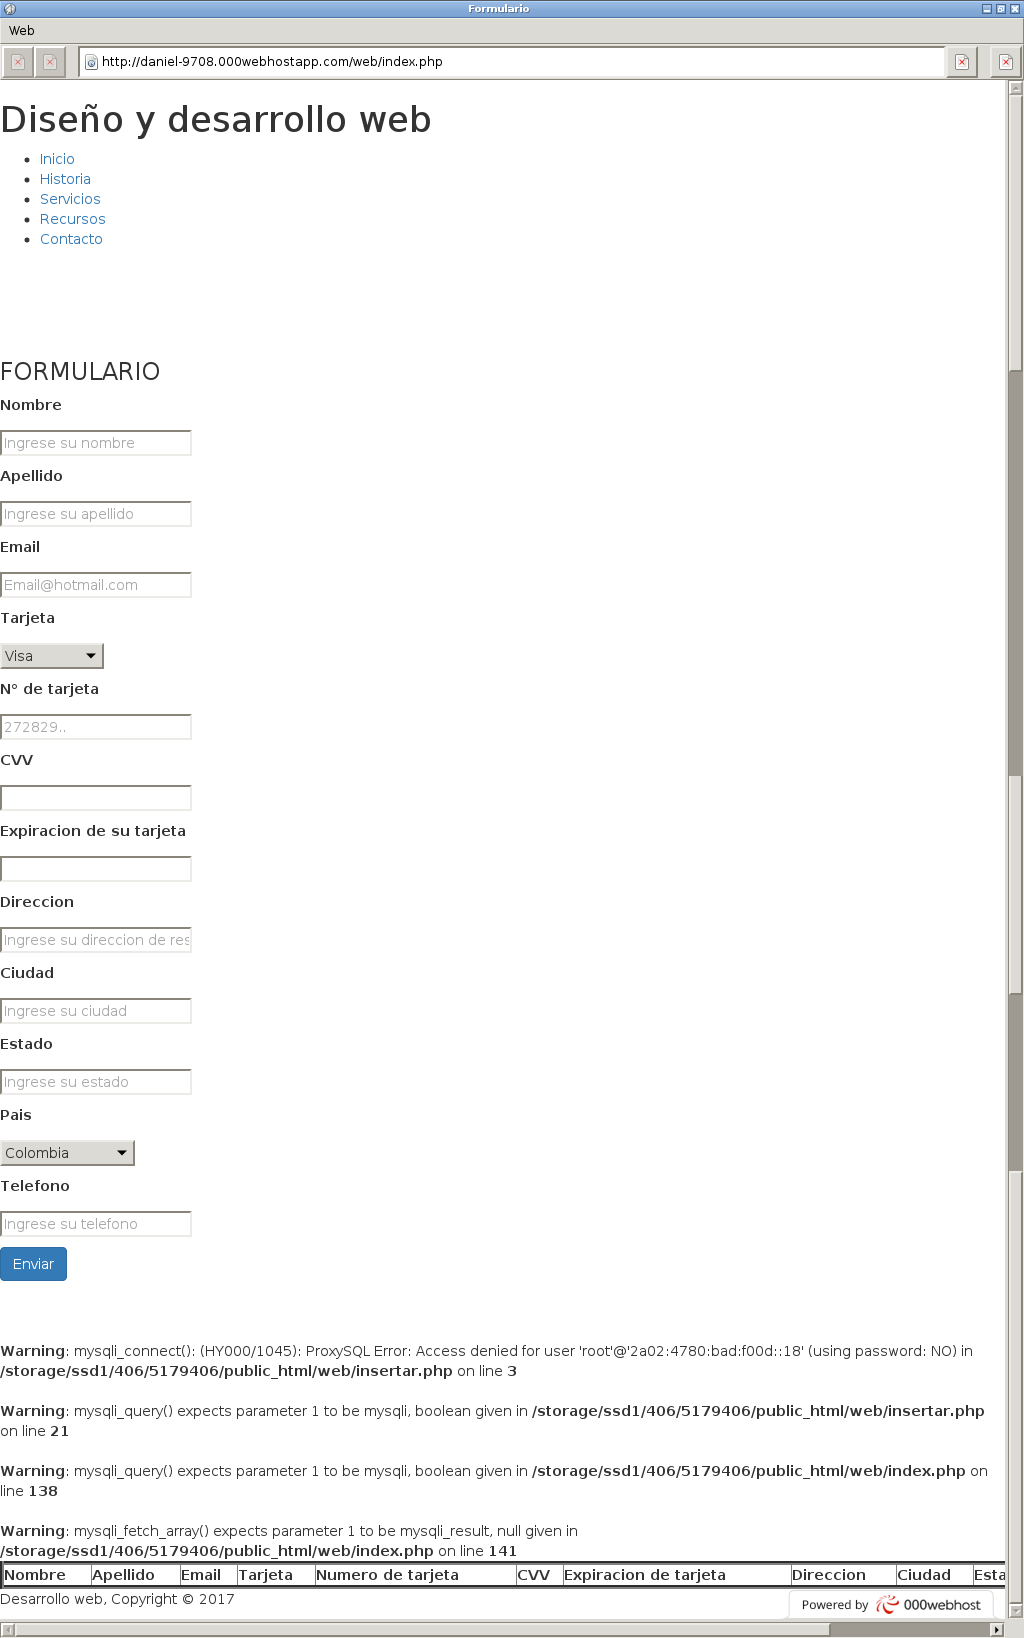 Formulario
Web
http://daniel-9708.000webhostapp.com/web/index.php
Diseño y desarrollo web
Inicio
Historia
Servicios
Recursos
Contacto
FORMULARIO
Nombre
Ingrese su nombre
Apellido
Ingrese su apellido
Email
Email@hotmail.com
Tarjeta
Visa
N° de tarjeta
272829..
CVV
Expiracion de su tarjeta
Direccion
Ingrese su direccion de res
Ciudad
Ingrese su ciudad
Estado
Ingrese su estado
Pais
Colombia
Telefono
Ingrese su telefono
Enviar
Warning: mysqli_connect(): (HY000/1045): ProxySQL Error: Access denied for user 'root'@'2a02:4780:bad:f00d::18' (using password: NO) in
/storage/ssd1/406/5179406/public_html/web/insertar.php on line 3
Warning: mysqli_query() expects parameter 1 to be mysqli, boolean given in /storage/ssd1/406/5179406/public_html/web/insertar.php
on line 21
Warning: mysqli_query() expects parameter 1 to be mysqli, boolean given in /storage/ssd1/406/5179406/public_html/web/index.php on
line 138
Warning: mysqli_fetch_array() expects parameter 1 to be mysqli_result, null given in
/storage/ssd1/406/5179406/public_html/web/index.php on line 141
Nombre Apellido Email Tarjeta Numero de tarjeta CVV Expiracion de tarjeta Direccion Ciudad Esta
Desarrollo web, Copyright © 2017
Powered by 000webhost